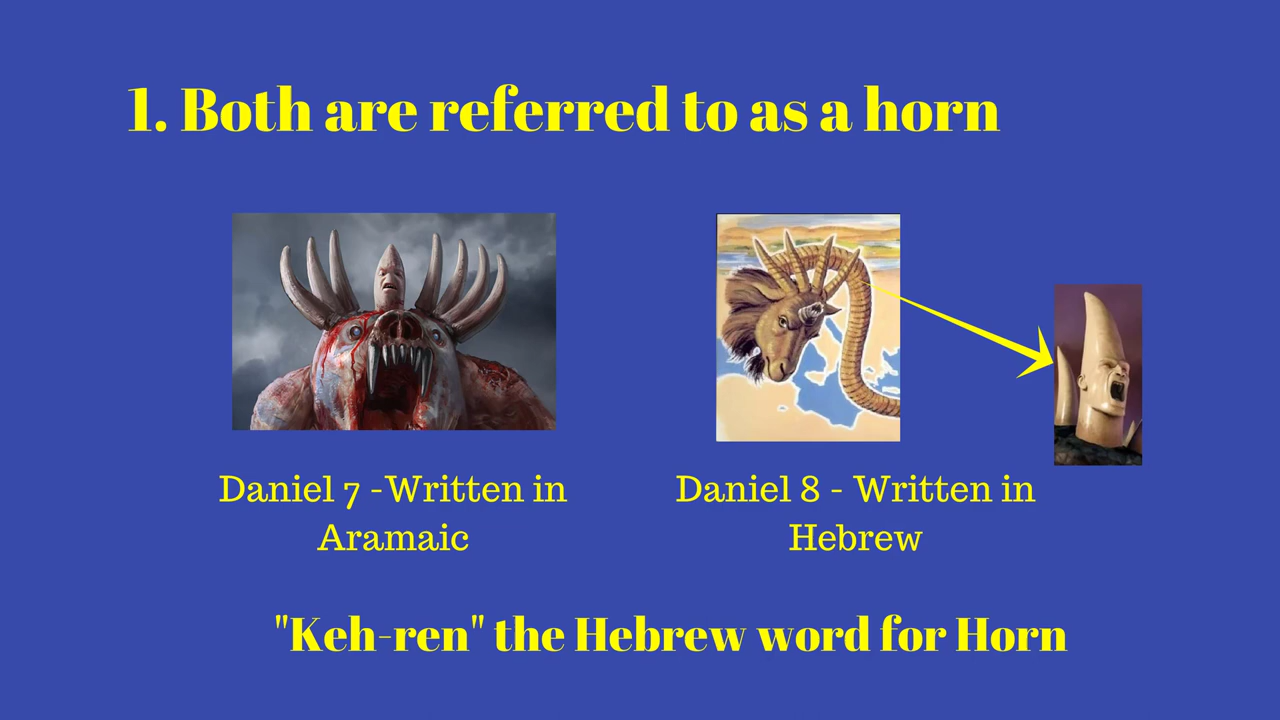 1. Both are referred to as a horn
Daniel 7 -Written in
Aramaic
Daniel 8 - Written in
Hebrew
"Keh-ren" the Hebrew word for Horn